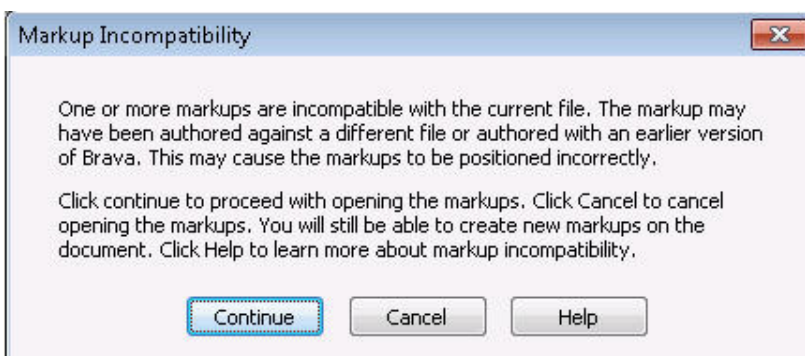 Markup Incompatibility
One or more markups are incompatible with the current file. The markup may
have been authored against a different file or authored with an earlier version
of Brava. This may cause the markups to be positioned incorrectly.
Click continue to proceed with opening the markups. Click Cancel to cancel
opening the markups. You will still be able to create new markups on the
document. Click Help to learn more about markup incompatibility.
Continue Cancel Help